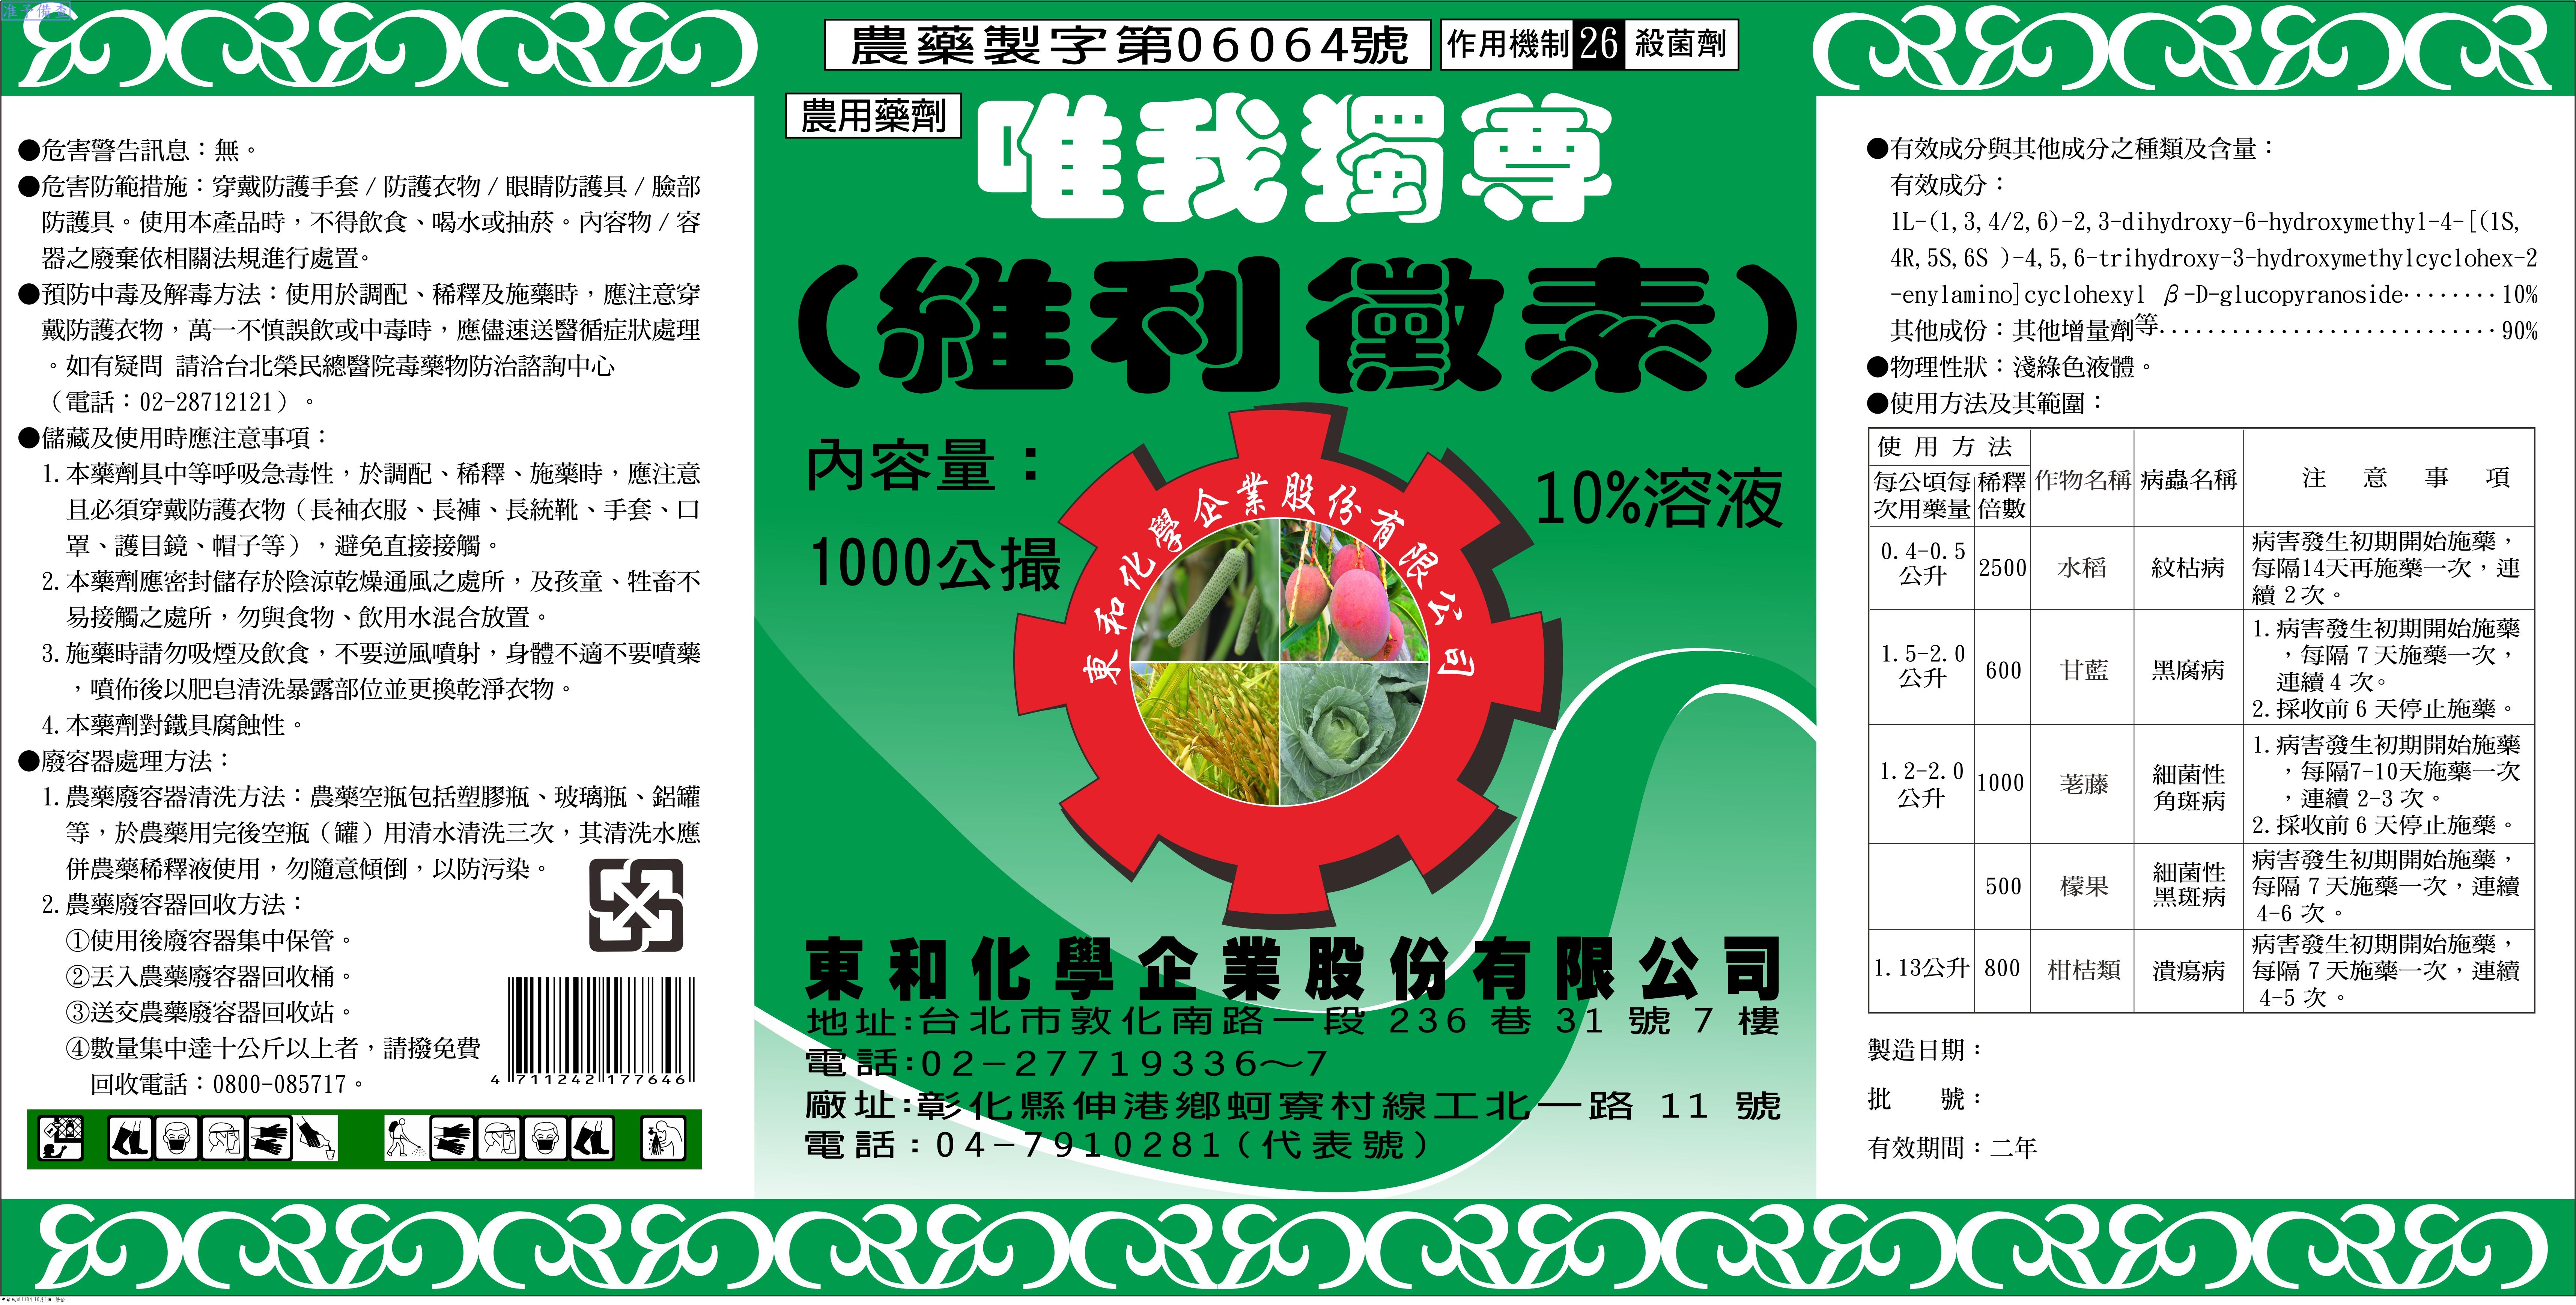 准予備查
農藥製字第06064號
作用機制 26 殺菌劑
農用藥劑
唯我獨尊
(維利黴素)
內容量：
1000公撮
10%溶液
東和化學企業股份有限公司
東和化學企業股份有限公司
地址:台北市敦化南路一段 236 巷 31 號 7 樓
電話:02-27719336~7
廠址:彰化縣伸港鄉蚵寮村線工北一路 11 號
電話：04-7910281(代表號)
●危害警告訊息：無。
●危害防範措施：穿戴防護手套/防護衣物/眼睛防護具/臉部
防護具。使用本產品時，不得飲食、喝水或抽菸。內容物/容
器之廢棄依相關法規進行處置。
●預防中毒及解毒方法：使用於調配、稀釋及施藥時，應注意穿
戴防護衣物，萬一不慎誤飲或中毒時，應儘速送醫循症狀處理
。如有疑問 請洽台北榮民總醫院毒藥物防治諮詢中心
（電話：02-28712121）。
●儲藏及使用時應注意事項：
1.本藥劑具中等呼吸急毒性，於調配、稀釋、施藥時，應注意
且必須穿戴防護衣物（長袖衣服、長褲、長統靴、手套、口
罩、護目鏡、帽子等），避免直接接觸。
2.本藥劑應密封儲存於陰涼乾燥通風之處所，及孩童、牲畜不
易接觸之處所，勿與食物、飲用水混合放置。
3.施藥時請勿吸煙及飲食，不要逆風噴射，身體不適不要噴藥
，噴佈後以肥皂清洗暴露部位並更換乾淨衣物。
4.本藥劑對鐵具腐蝕性。
●廢容器處理方法：
1.農藥廢容器清洗方法：農藥空瓶包括塑膠瓶、玻璃瓶、鋁罐
等，於農藥用完後空瓶（罐）用清水清洗三次，其清洗水應
併農藥稀釋液使用，勿隨意傾倒，以防污染。
2.農藥廢容器回收方法：
①使用後廢容器集中保管。
②丟入農藥廢容器回收桶。
③送交農藥廢容器回收站。
④數量集中達十公斤以上者，請撥免費
回收電話：0800-085717。
4 711242 177646
●有效成分與其他成分之種類及含量：
有效成分：
1L-(1,3,4/2,6)-2,3-dihydroxy-6-hydroxymethyl-4-[(1S,
4R,5S,6S )-4,5,6-trihydroxy-3-hydroxymethylcyclohex-2
-enylamino]cyclohexyl β-D-glucopyranoside········10%
其他成份：其他增量劑等····························90%
●物理性狀：淺綠色液體。
●使用方法及其範圍：
使用方法
每公頃每次用藥量 稀釋倍數 作物名稱 病蟲名稱 注意事項
0.4-0.5公升 2500 水稻 紋枯病 病害發生初期開始施藥，
每隔14天再施藥一次，連
續 2次。
1.5-2.0公升 600 甘藍 黑腐病 1.病害發生初期開始施藥
，每隔 7 天施藥一次，
連續 4 次。
2.採收前 6 天停止施藥。
1.2-2.0公升 1000 荖藤 細菌性角斑病 1.病害發生初期開始施藥
，每隔7-10天施藥一次
，連續 2-3 次。
2.採收前 6 天停止施藥。
500 檬果 細菌性黑斑病 病害發生初期開始施藥，
每隔 7 天施藥一次，連續
4-6 次。
1.13公升 800 柑桔類 潰瘍病 病害發生初期開始施藥，
每隔 7 天施藥一次，連續
4-5 次。
製造日期：
批　　號：
有效期間：二年